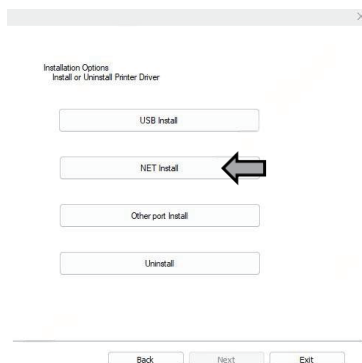 Installation Options
Install or Uninstall Printer Driver
USB Install
NET Install
Other port Install
Uninstall
Back Next Exit